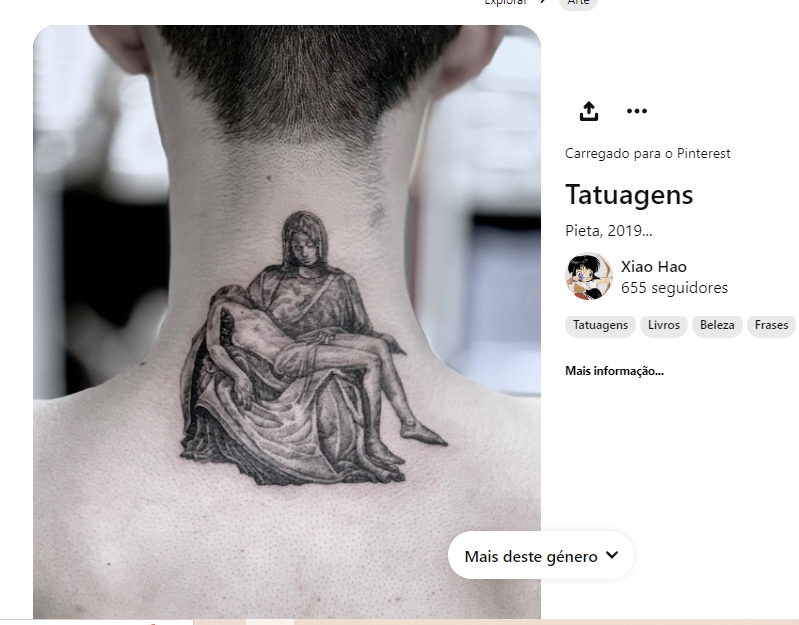 Explorar
Arte
Carregado para o Pinterest
Tatuagens
Pieta, 2019...
Xiao Hao
655 seguidores
Tatuagens Livros Beleza Frases
Mais informação...
Mais deste género